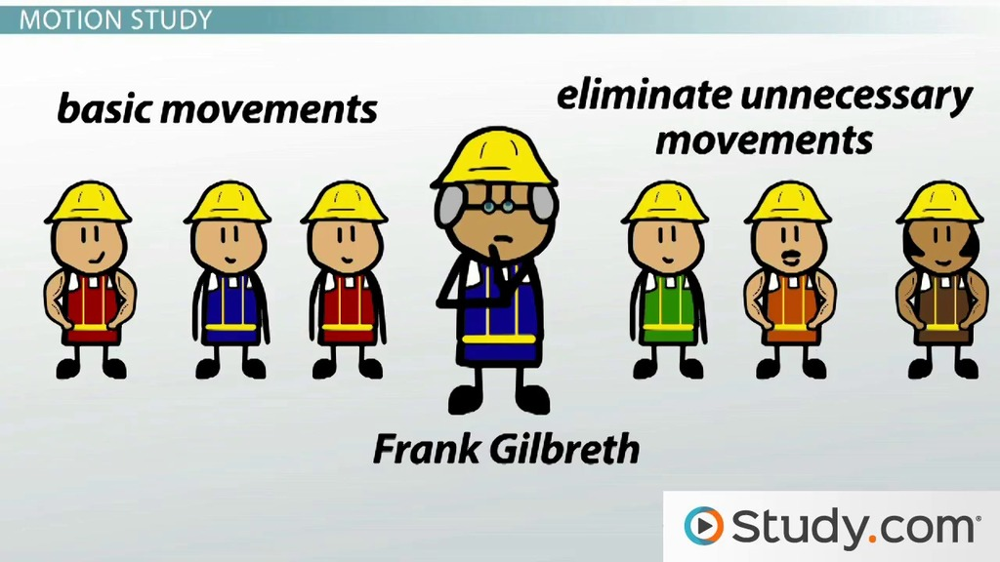 MOTION STUDY
basic movements
eliminate unnecessary
movements
Frank Gilbreth
Study.com®